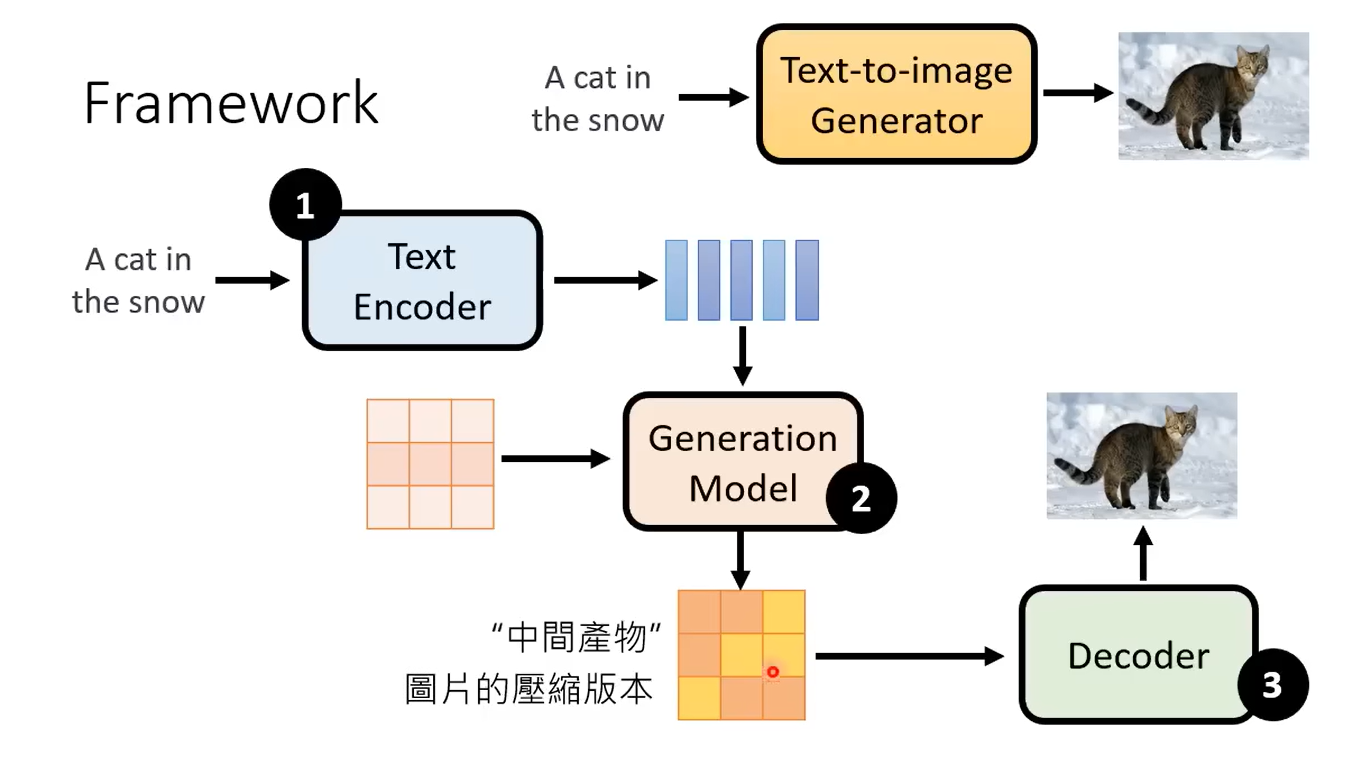 Framework
A cat in
the snow
Text-to-image
Generator
1
A cat in
the snow
Text
Encoder
Generation
Model
2
“中間產物”
圖片的壓縮版本
Decoder
3